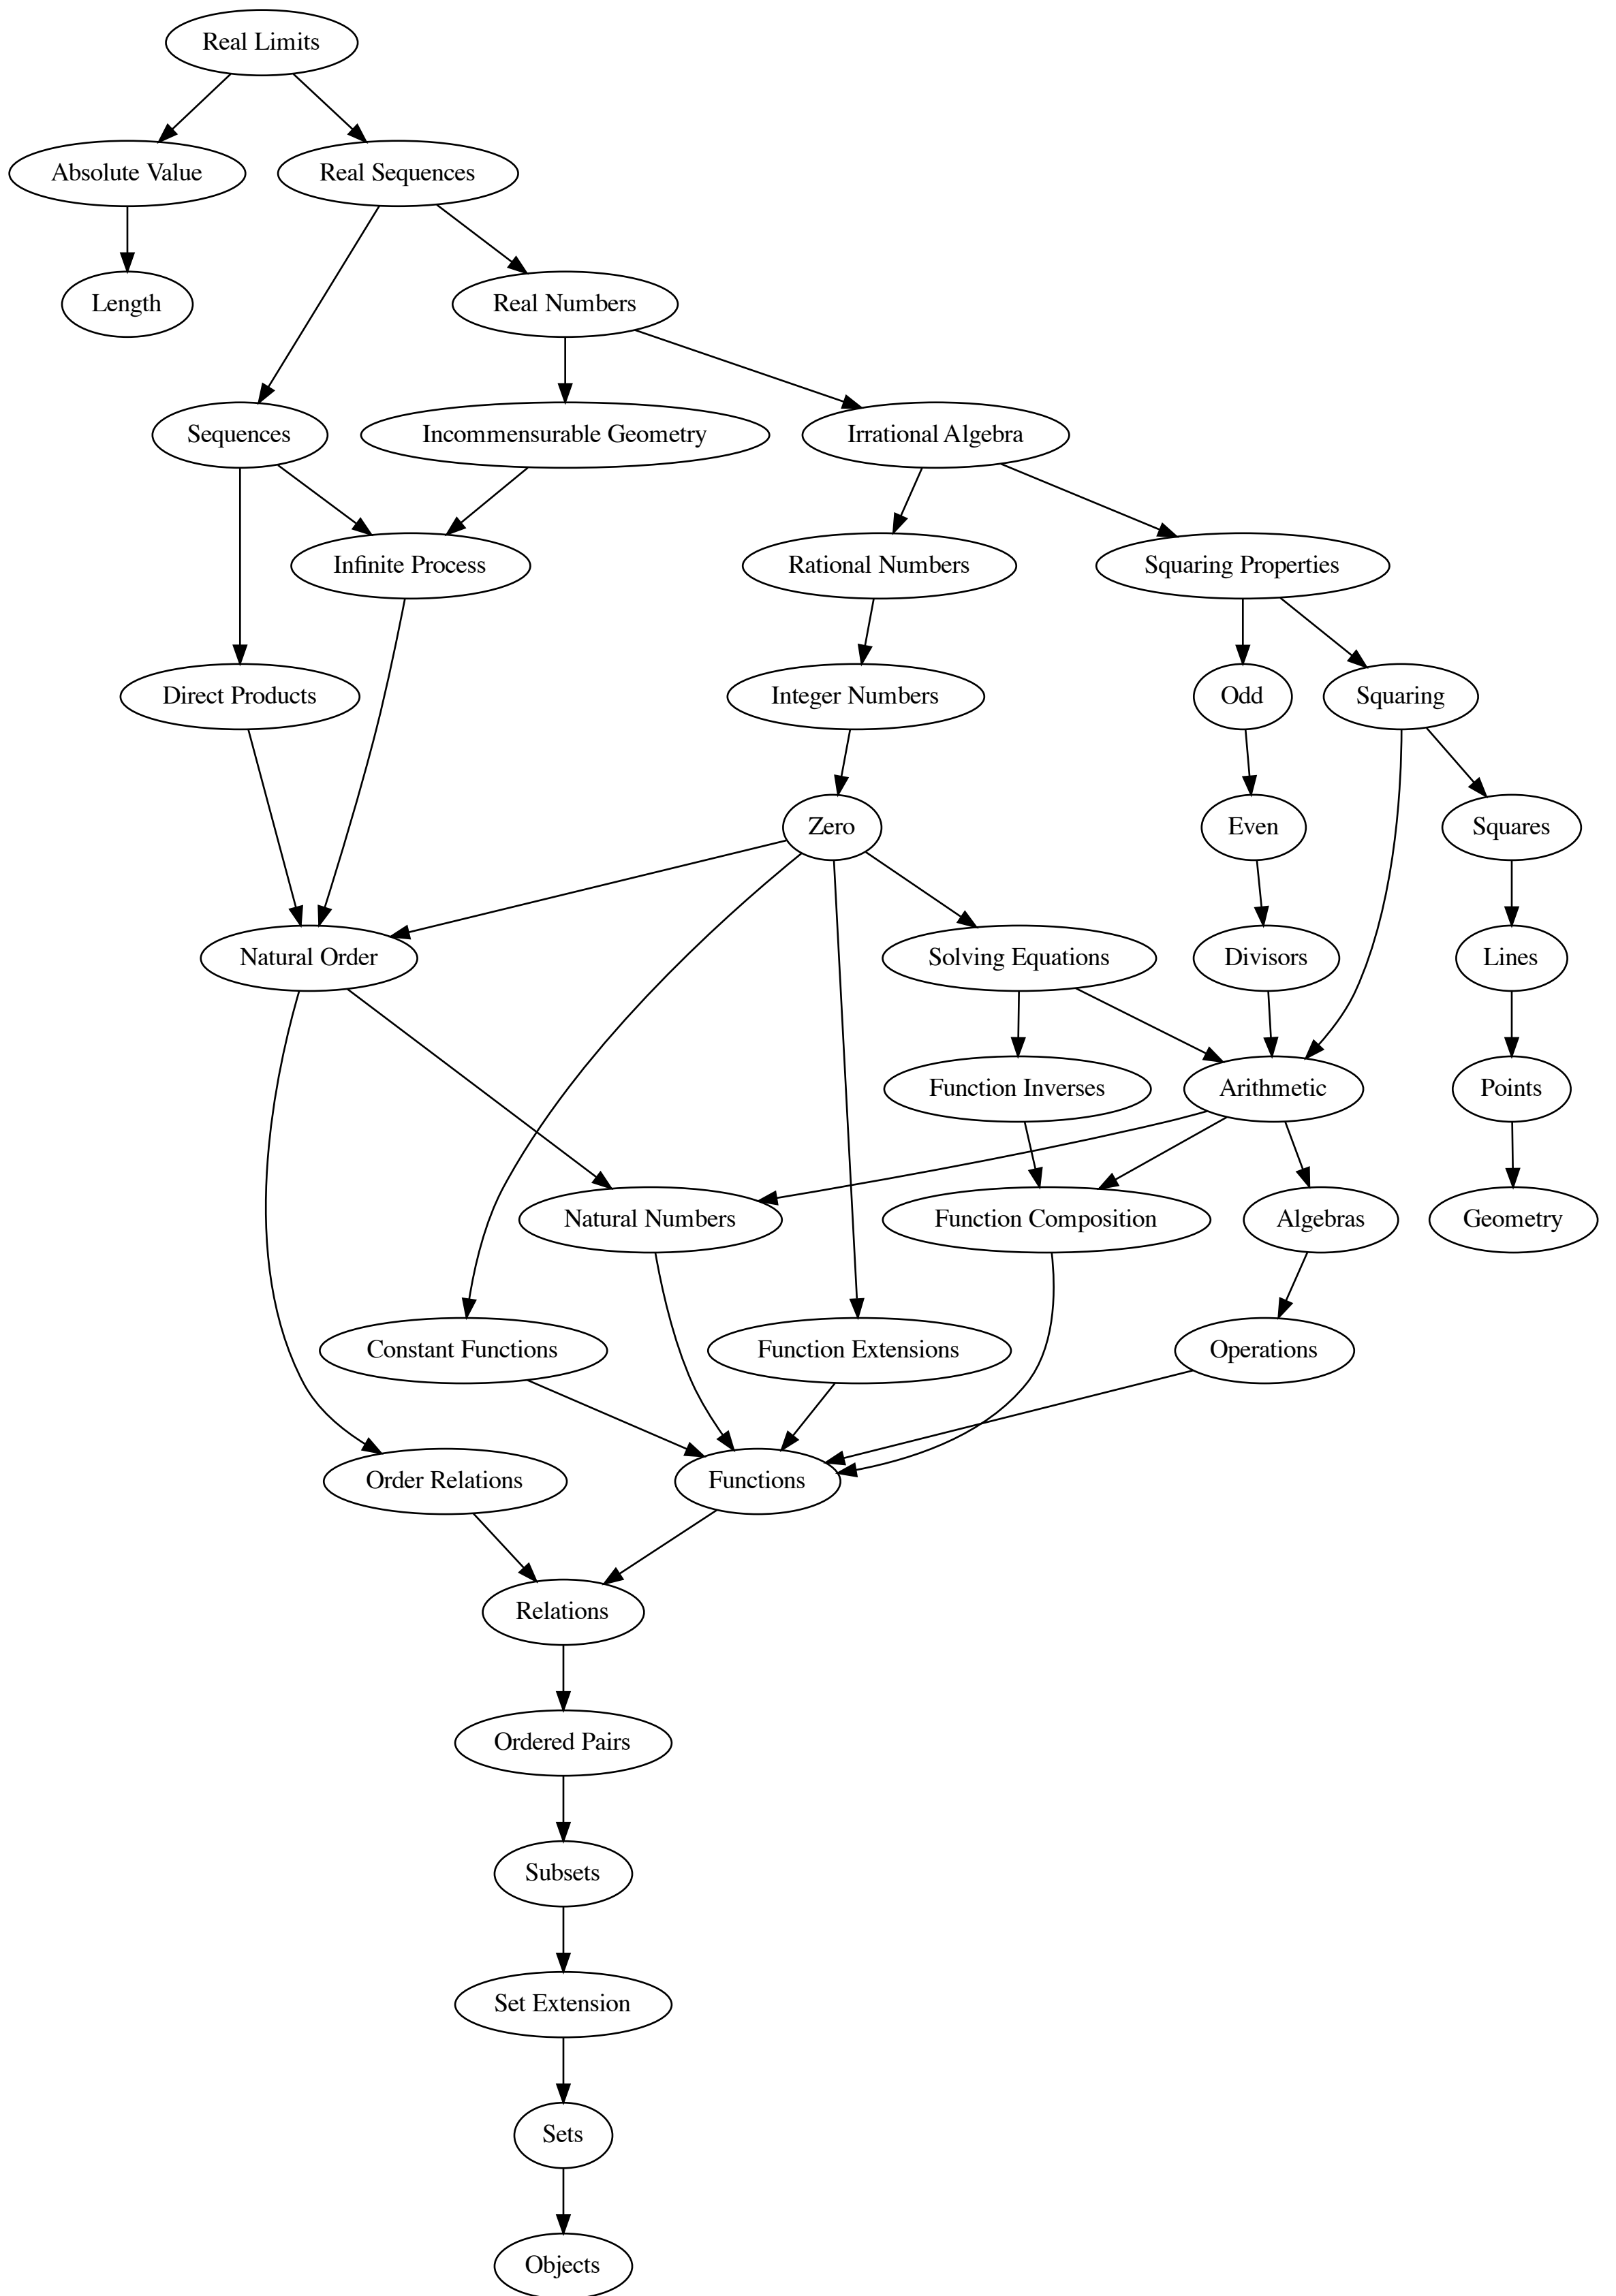 Real Limits
Absolute Value
Real Sequences
Length
Real Numbers
Sequences
Incommensurable Geometry
Irrational Algebra
Infinite Process
Rational Numbers
Squaring Properties
Direct Products
Integer Numbers
Odd
Squaring
Zero
Even
Squares
Natural Order
Solving Equations
Divisors
Lines
Function Inverses
Arithmetic
Points
Natural Numbers
Function Composition
Algebras
Geometry
Constant Functions
Function Extensions
Operations
Order Relations
Functions
Relations
Ordered Pairs
Subsets
Set Extension
Sets
Objects